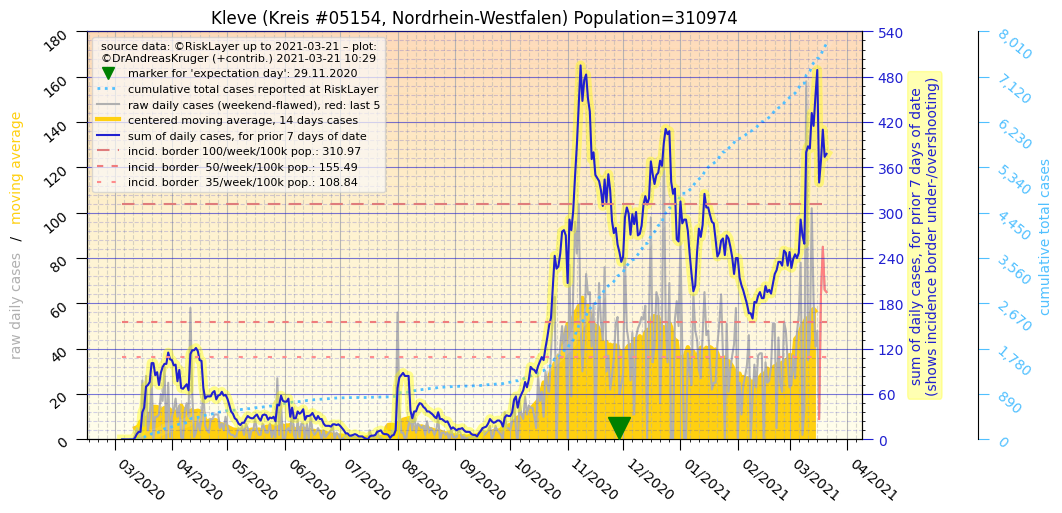 Kleve (Kreis #05154, Nordrhein-Westfalen) Population=310974
source data: ©RiskLayer up to 2021-03-21 – plot:
©DrAndreasKruger (+contrib.) 2021-03-21 10:29
marker for 'expectation day': 29.11.2020
cumulative total cases reported at RiskLayer
raw daily cases (weekend-flawed), red: last 5
centered moving average, 14 days cases
sum of daily cases, for prior 7 days of date
incid. border 100/week/100k pop.: 310.97
incid. border  50/week/100k pop.: 155.49
incid. border  35/week/100k pop.: 108.84
raw daily cases / moving average
180
160
140
120
100
80
60
40
20
0
03/2020
04/2020
05/2020
06/2020
07/2020
08/2020
09/2020
10/2020
11/2020
12/2020
01/2021
02/2021
03/2021
04/2021
540
480
420
360
300
240
180
120
60
0
sum of daily cases, for prior 7 days of date
(shows incidence border under-/overshooting)
8,010
7,120
6,230
5,340
4,450
3,560
2,670
1,780
890
0
cumulative total cases